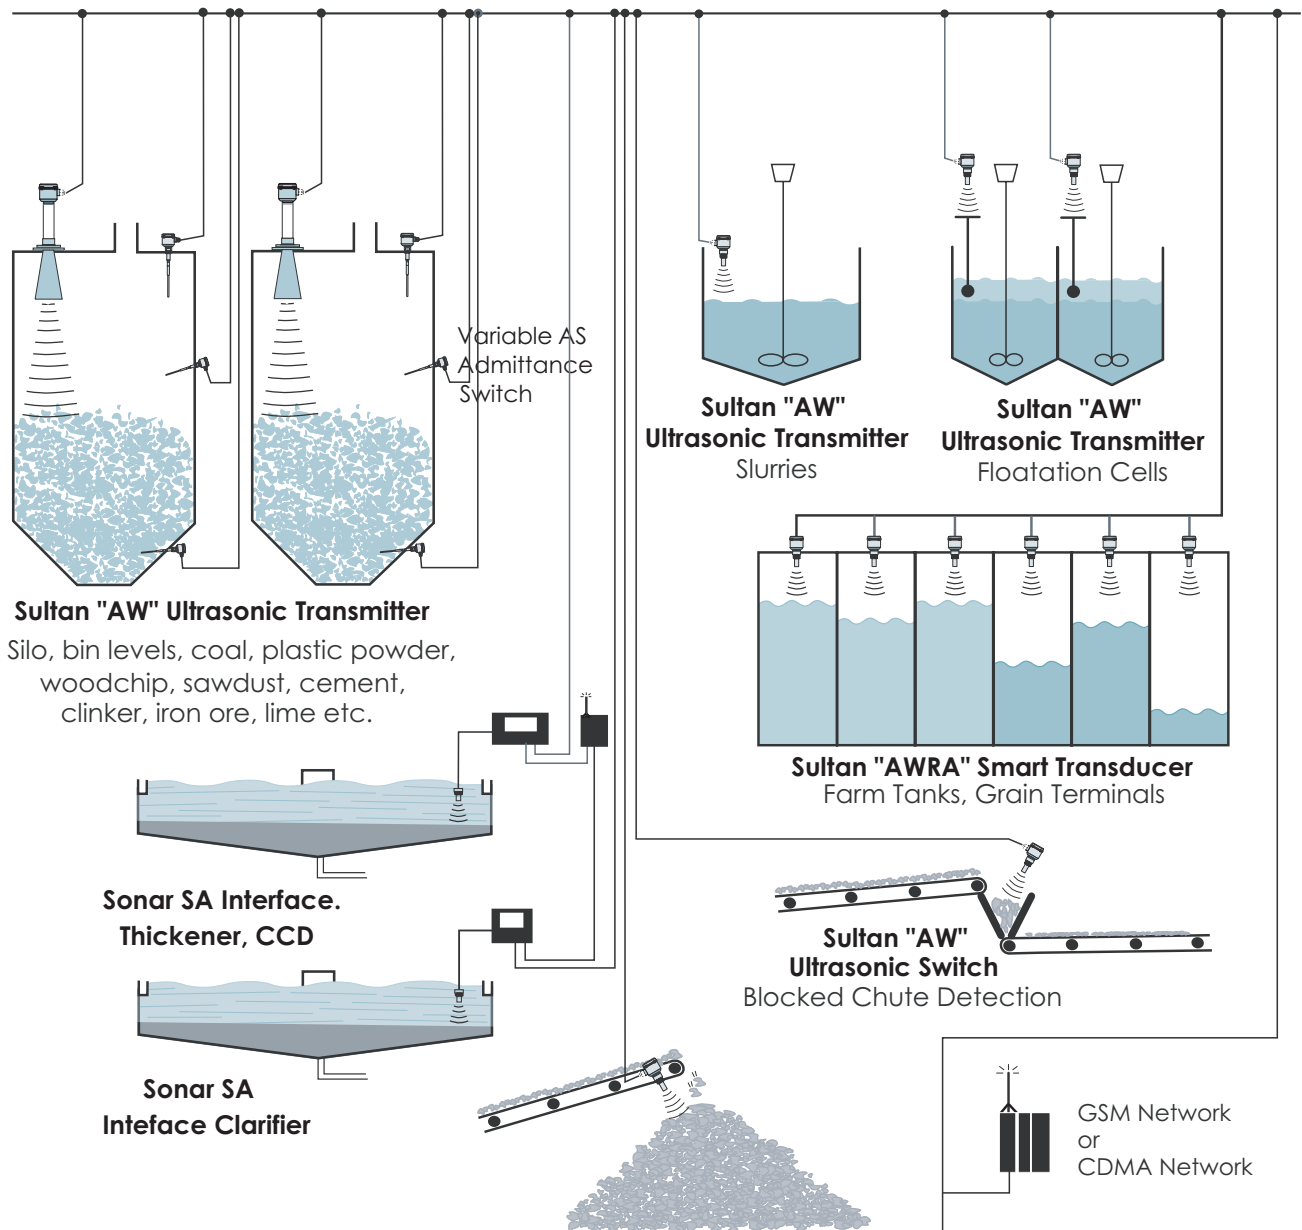 Variable AS
Admittance
Switch
Sultan "AW"
Ultrasonic Transmitter
Slurries
Sultan "AW"
Ultrasonic Transmitter
Floatation Cells
Sultan "AW" Ultrasonic Transmitter
Silo, bin levels, coal, plastic powder,
woodchip, sawdust, cement,
clinker, iron ore, lime etc.
Sultan "AWRA" Smart Transducer
Farm Tanks, Grain Terminals
Sonar SA Interface.
Thickener, CCD
Sultan "AW"
Ultrasonic Switch
Blocked Chute Detection
Sonar SA
Inteface Clarifier
GSM Network
or
CDMA Network